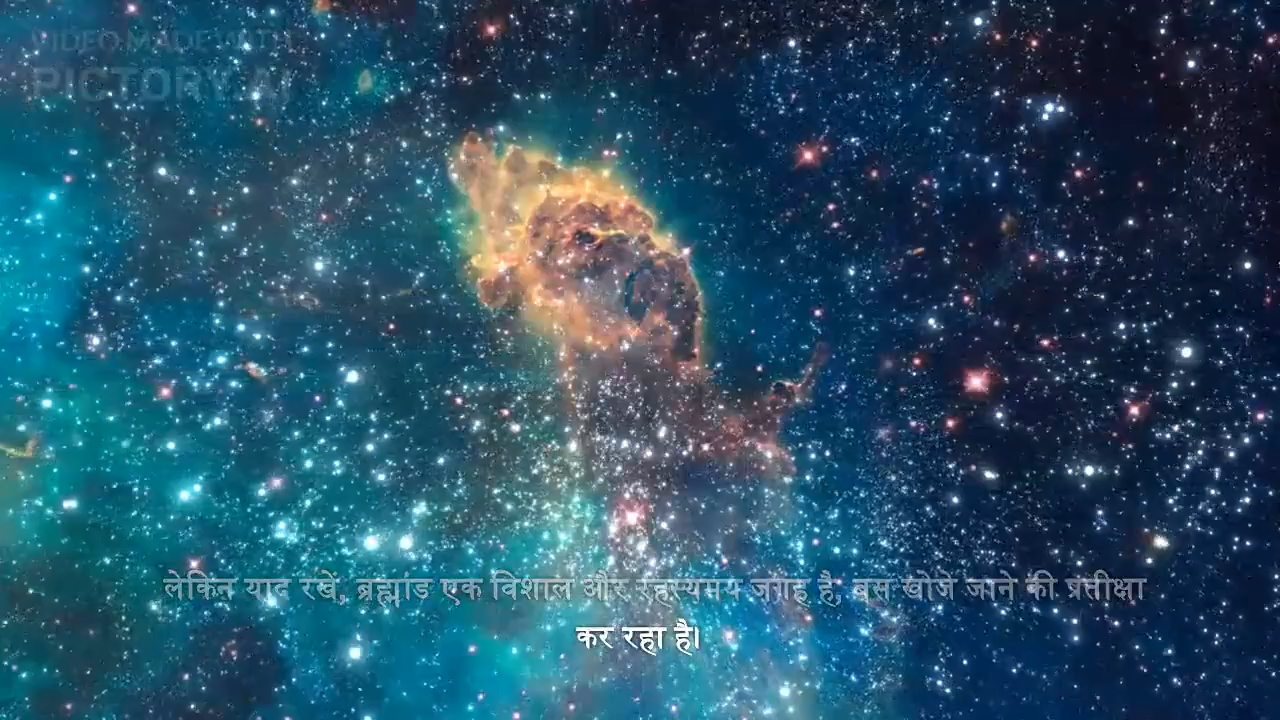 VIDEO MADE WITH
PICTORY.AI
लेकिन याद रखें, ब्रह्मांड एक विशाल और रहस्यमय जगह है, बस खोजे जाने की प्रतीक्षा
कर रहा है।